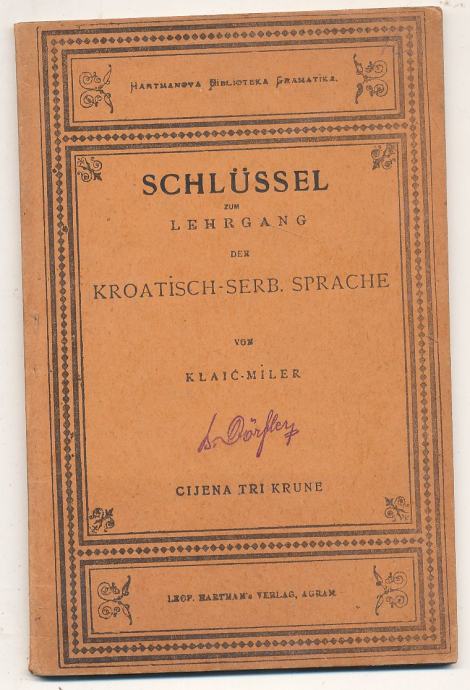 HARTMANOVA BIBLIOTEKA GRAMATIKA.
SCHLÜSSEL
ZUM
LEHRGANG
DER
KROATISCH-SERB. SPRACHE
VON
KLAIĆ-MILER
Dörfler
CIJENA TRI KRUNE
LEOP. HARTMAN's VERLAG, AGRAM.